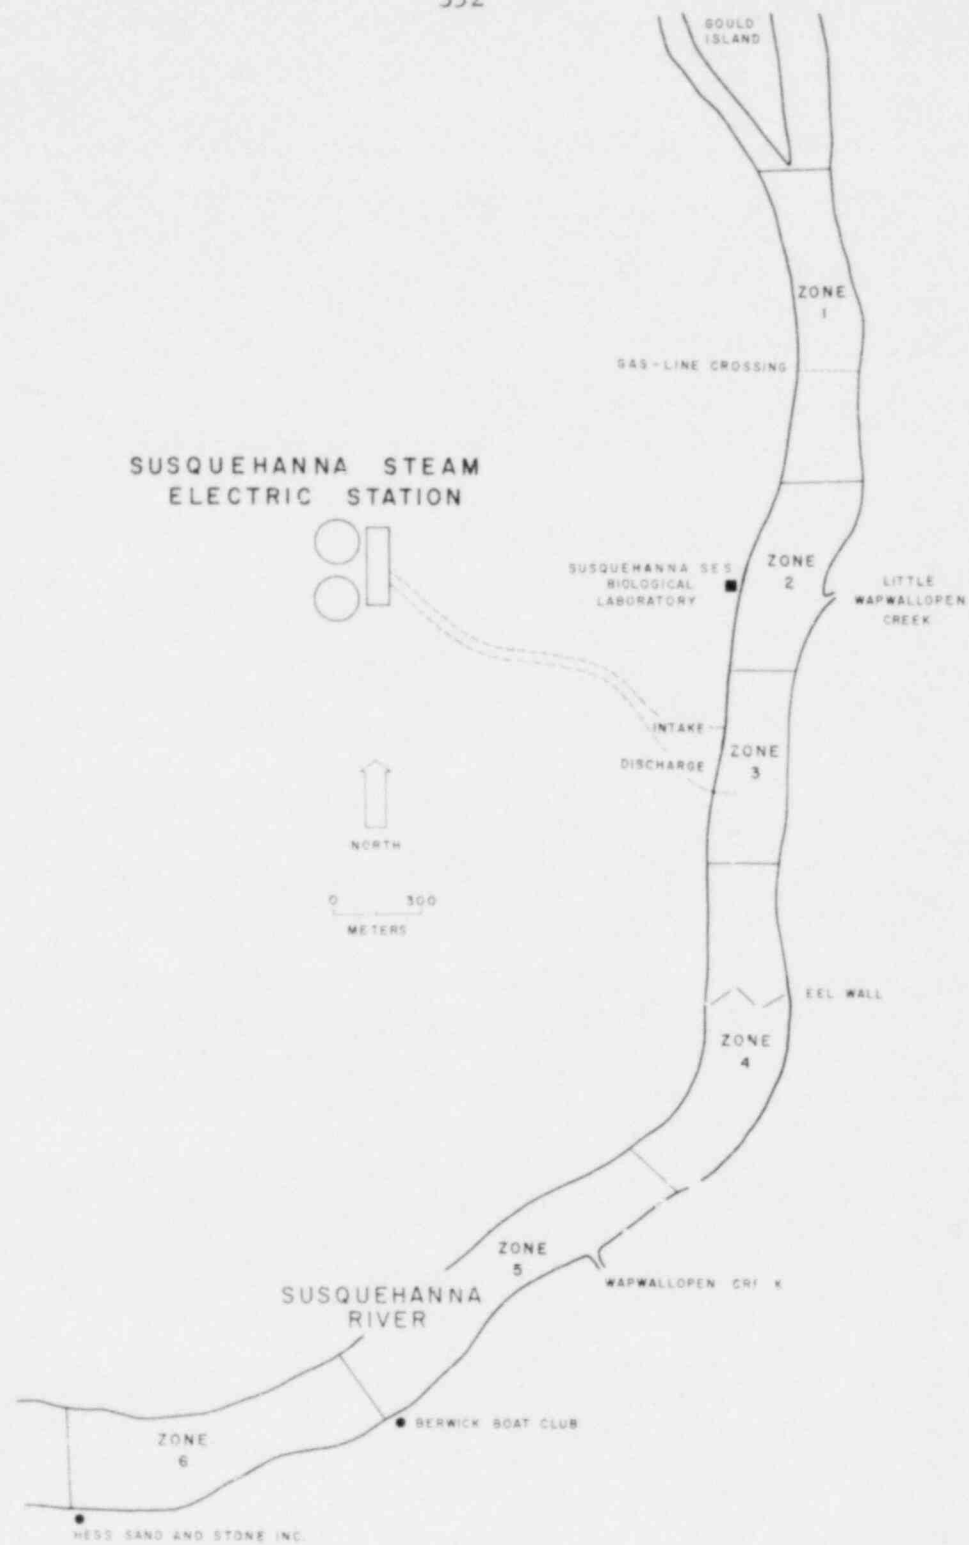 GOULD
ISLAND
ZONE
1
GAS-LINE CROSSING
SUSQUEHANNA STEAM
ELECTRIC STATION
SUSQUEHANNA SES
BIOLOGICAL
LABORATORY
ZONE
2
LITTLE
WAPWALLOPEN
CREEK
INTAKE
ZONE
3
DISCHARGE
NORTH
0 300
METERS
EEL WALL
ZONE
4
ZONE
5
WAPWALLOPEN
SUSQUEHANNA
RIVER
BERWICK BOAT CLUB
ZONE
6
HESS SAND AND STONE INC.